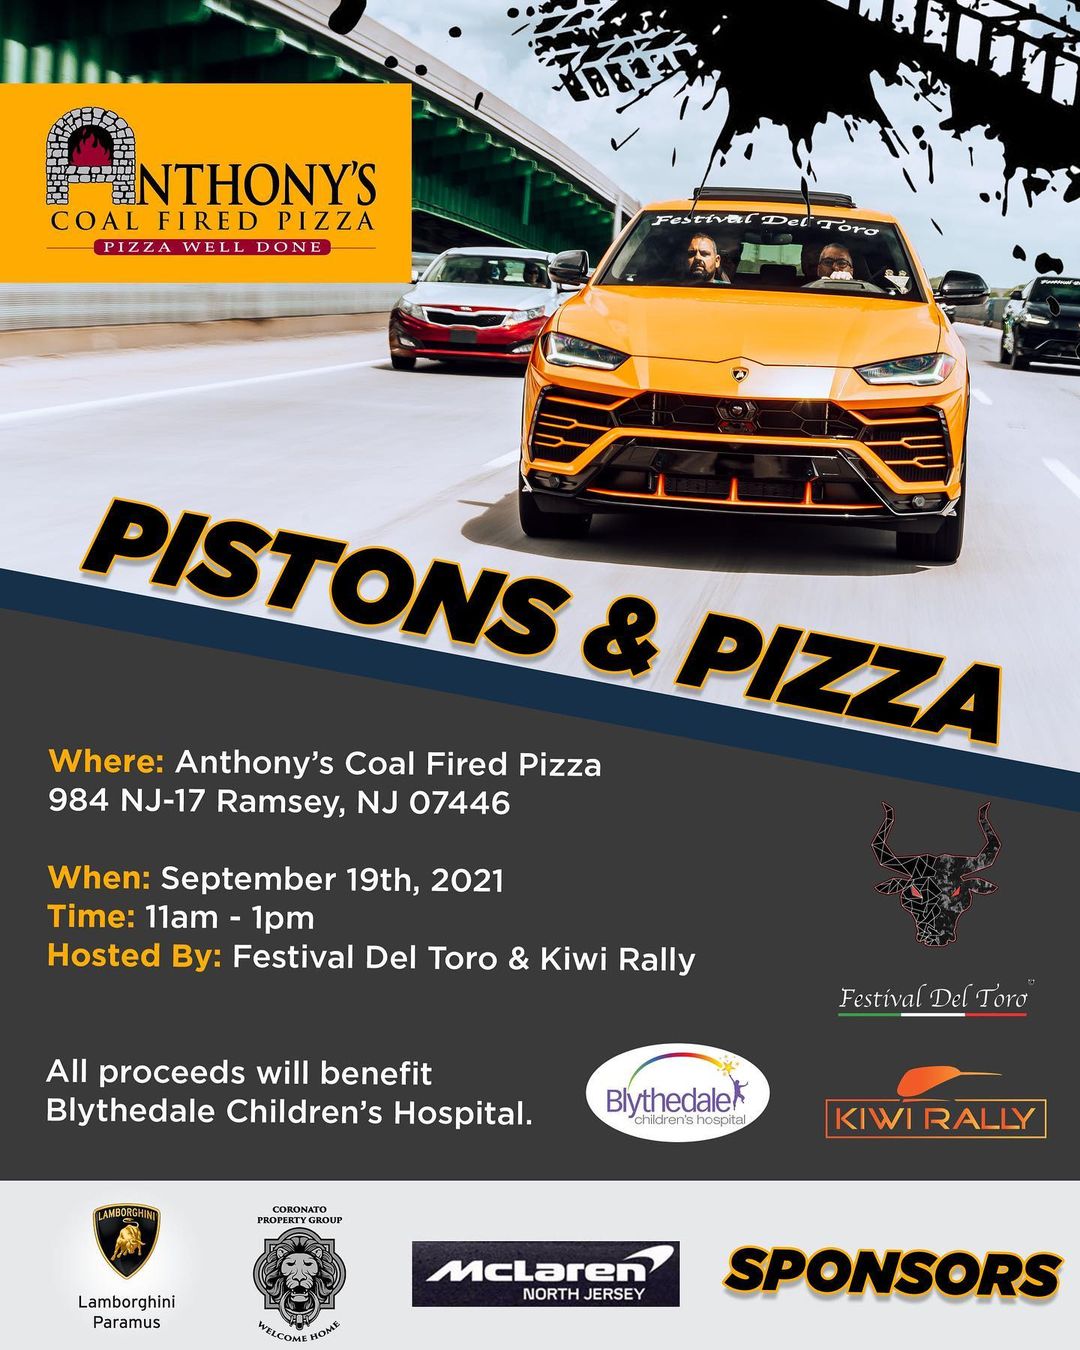 ANTHONY'S
COAL FIRED PIZZA
PIZZA WELL DONE
Festival Del Toro
PISTONS & PIZZA
Where: Anthony's Coal Fired Pizza
984 NJ-17 Ramsey, NJ 07446
When: September 19th, 2021
Time: 11am - 1pm
Hosted By: Festival Del Toro & Kiwi Rally
Festival Del Toro
All proceeds will benefit
Blythedale Children's Hospital.
Blythedale
children's hospital
KIWI RALLY
LAMBORGHINI
Lamborghini
Paramus
CORONATO
PROPERTY GROUP
WELCOME HOME
McLaren
NORTH JERSEY
SPONSORS